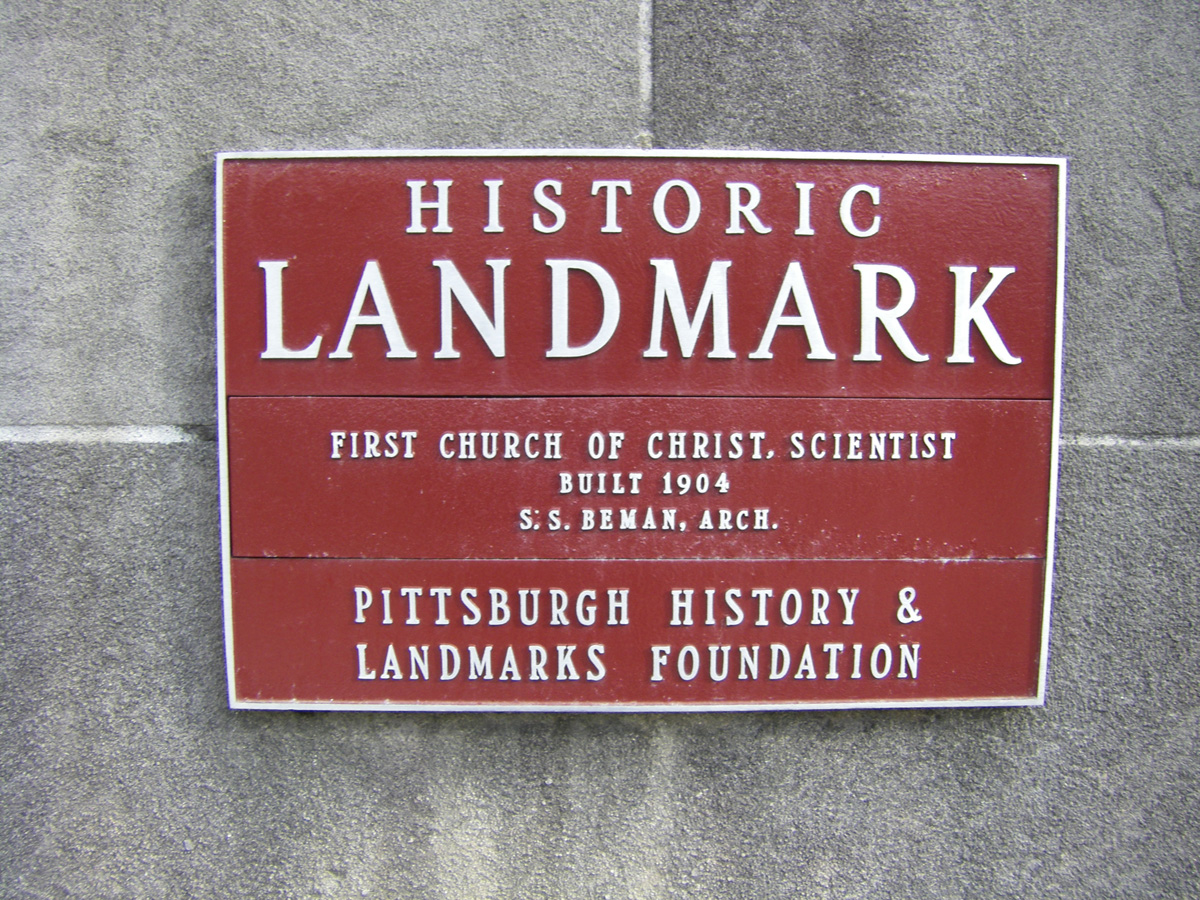 HISTORIC
LANDMARK
FIRST CHURCH OF CHRIST, SCIENTIST
BUILT 1904
S. S. BEMAN, ARCH.
PITTSBURGH HISTORY &
LANDMARKS FOUNDATION